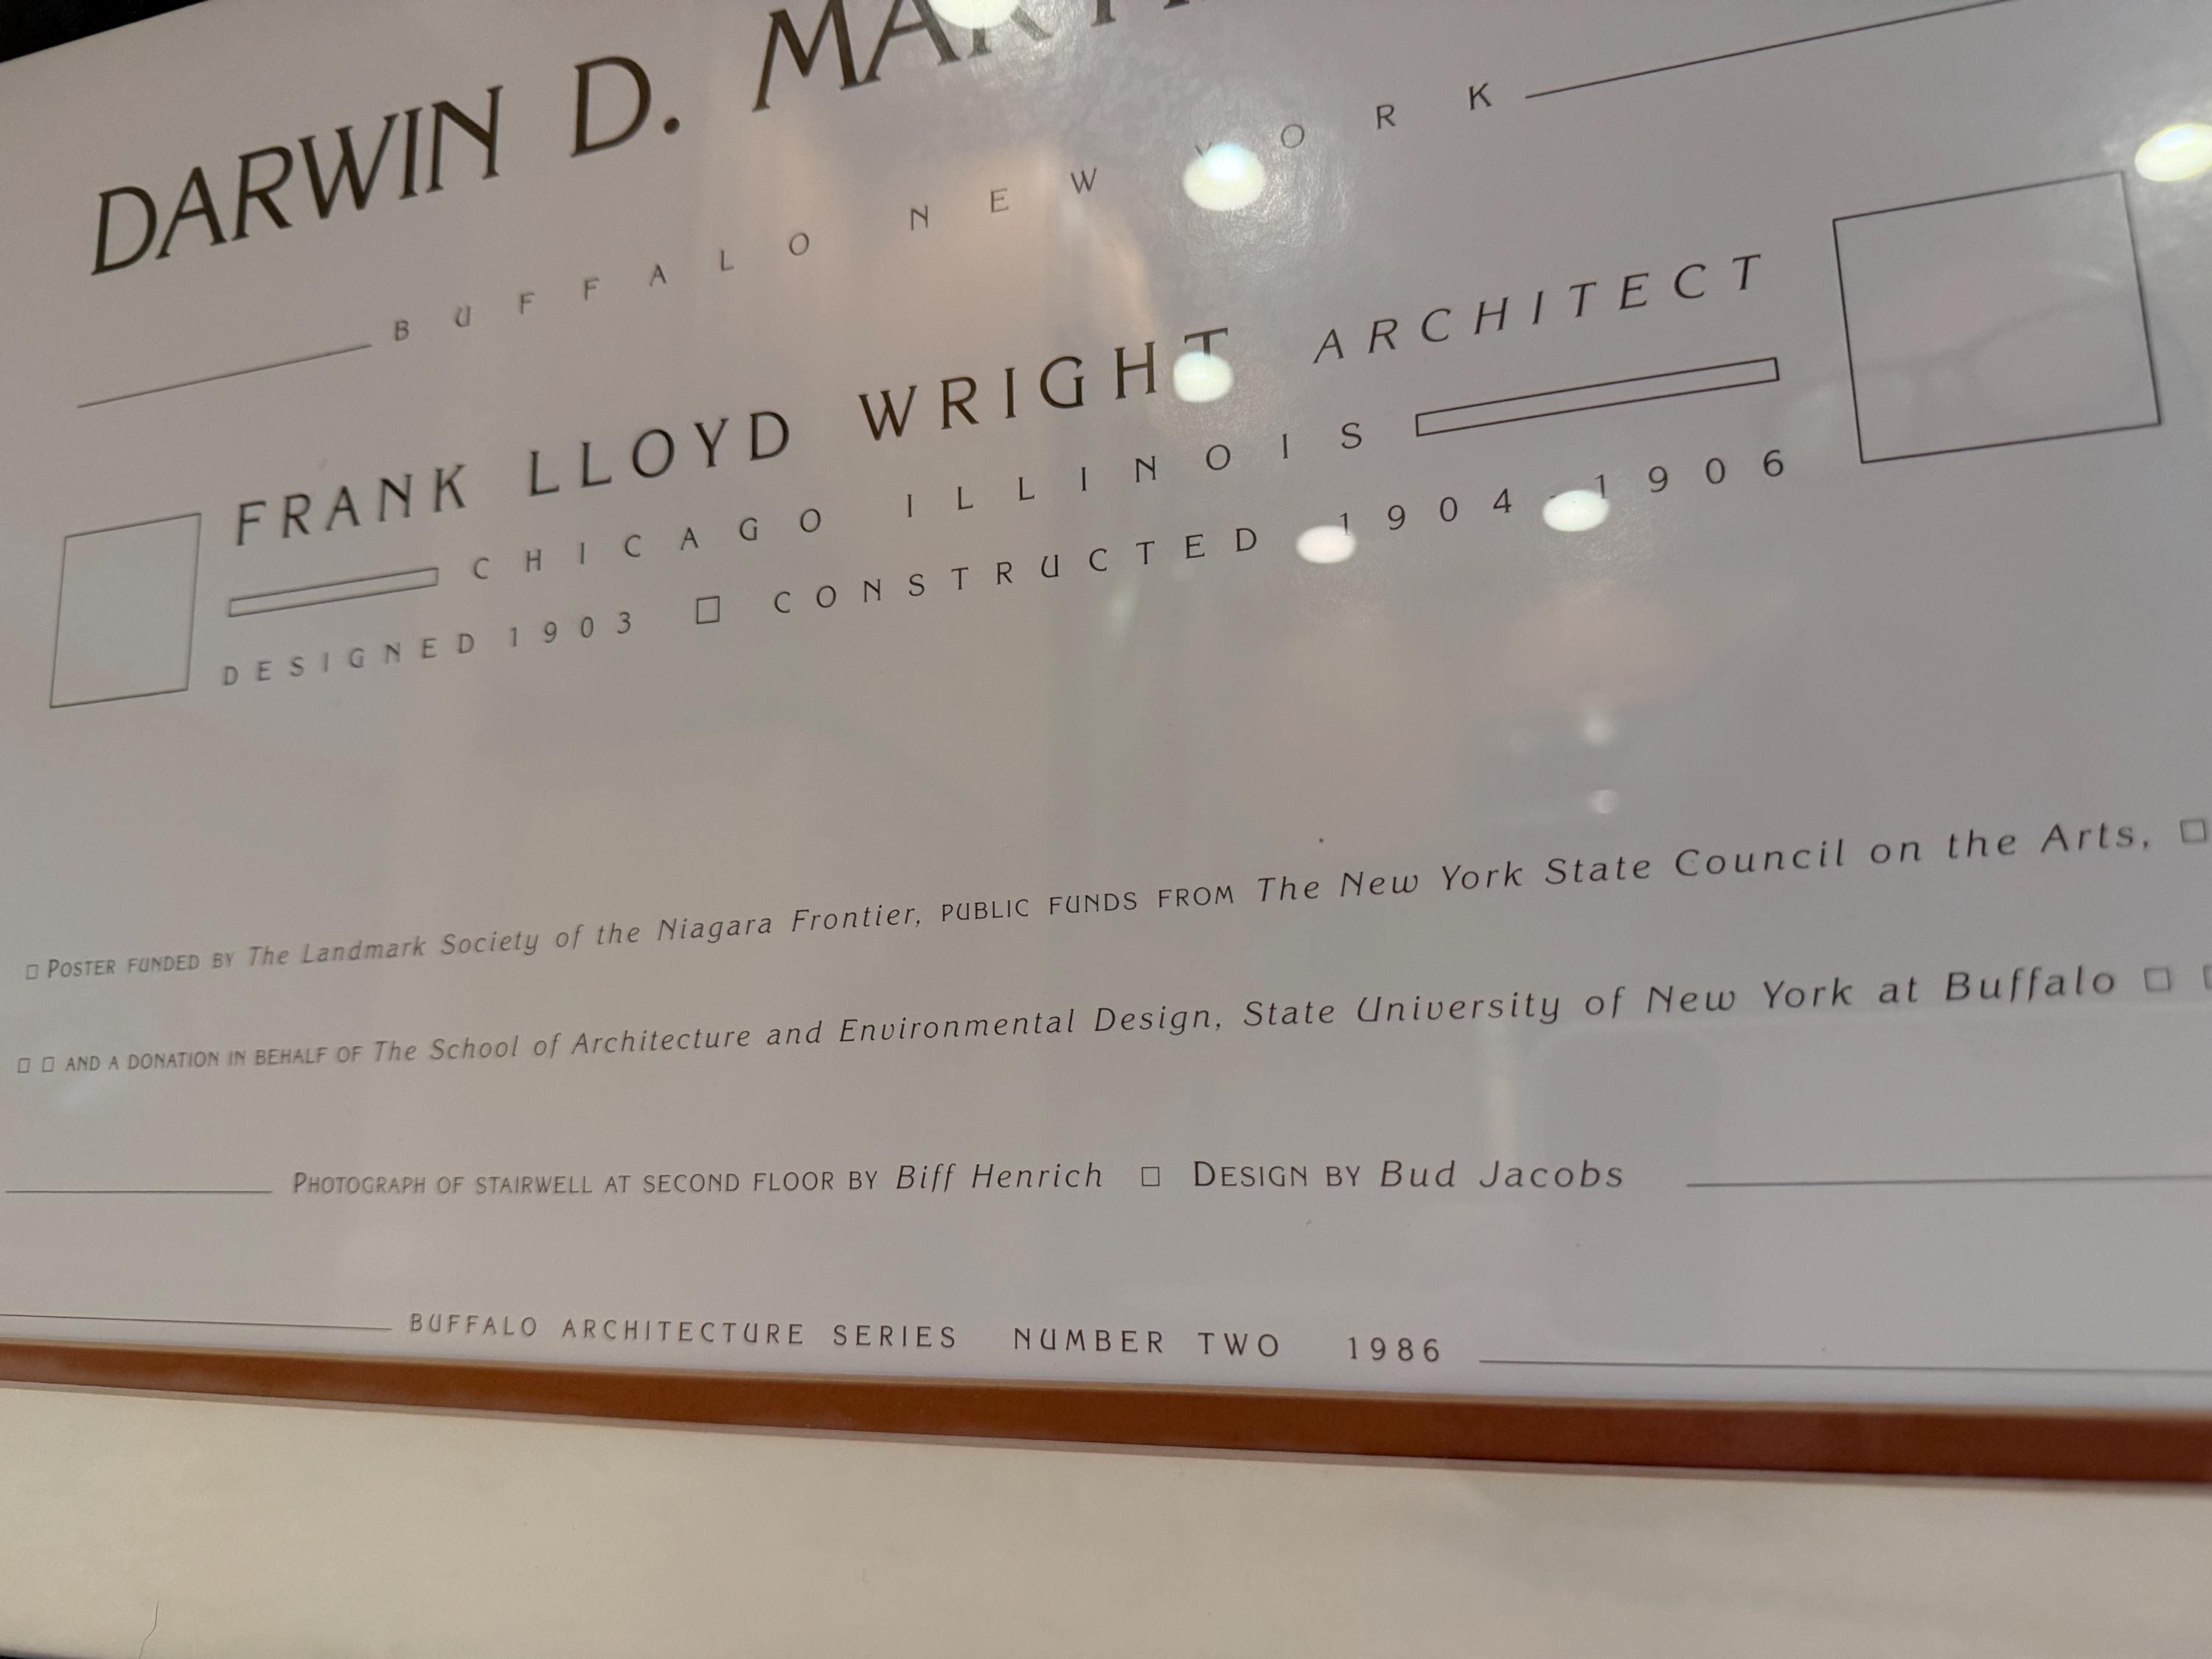 DARWIN D.
BUFFALO NEW YORK
FRANK LLOYD WRIGHT ARCHITECT
CHICAGO ILLINOIS
DESIGNED 1903 □ CONSTRUCTED 1904-1906
□ POSTER FUNDED BY The Landmark Society of the Niagara Frontier, PUBLIC FUNDS FROM The New York State Council on the Arts, □
□ □ AND A DONATION IN BEHALF OF The School of Architecture and Environmental Design, State University of New York at Buffalo □ □
PHOTOGRAPH OF STAIRWELL AT SECOND FLOOR BY Biff Henrich □ DESIGN BY Bud Jacobs
BUFFALO ARCHITECTURE SERIES NUMBER TWO 1986